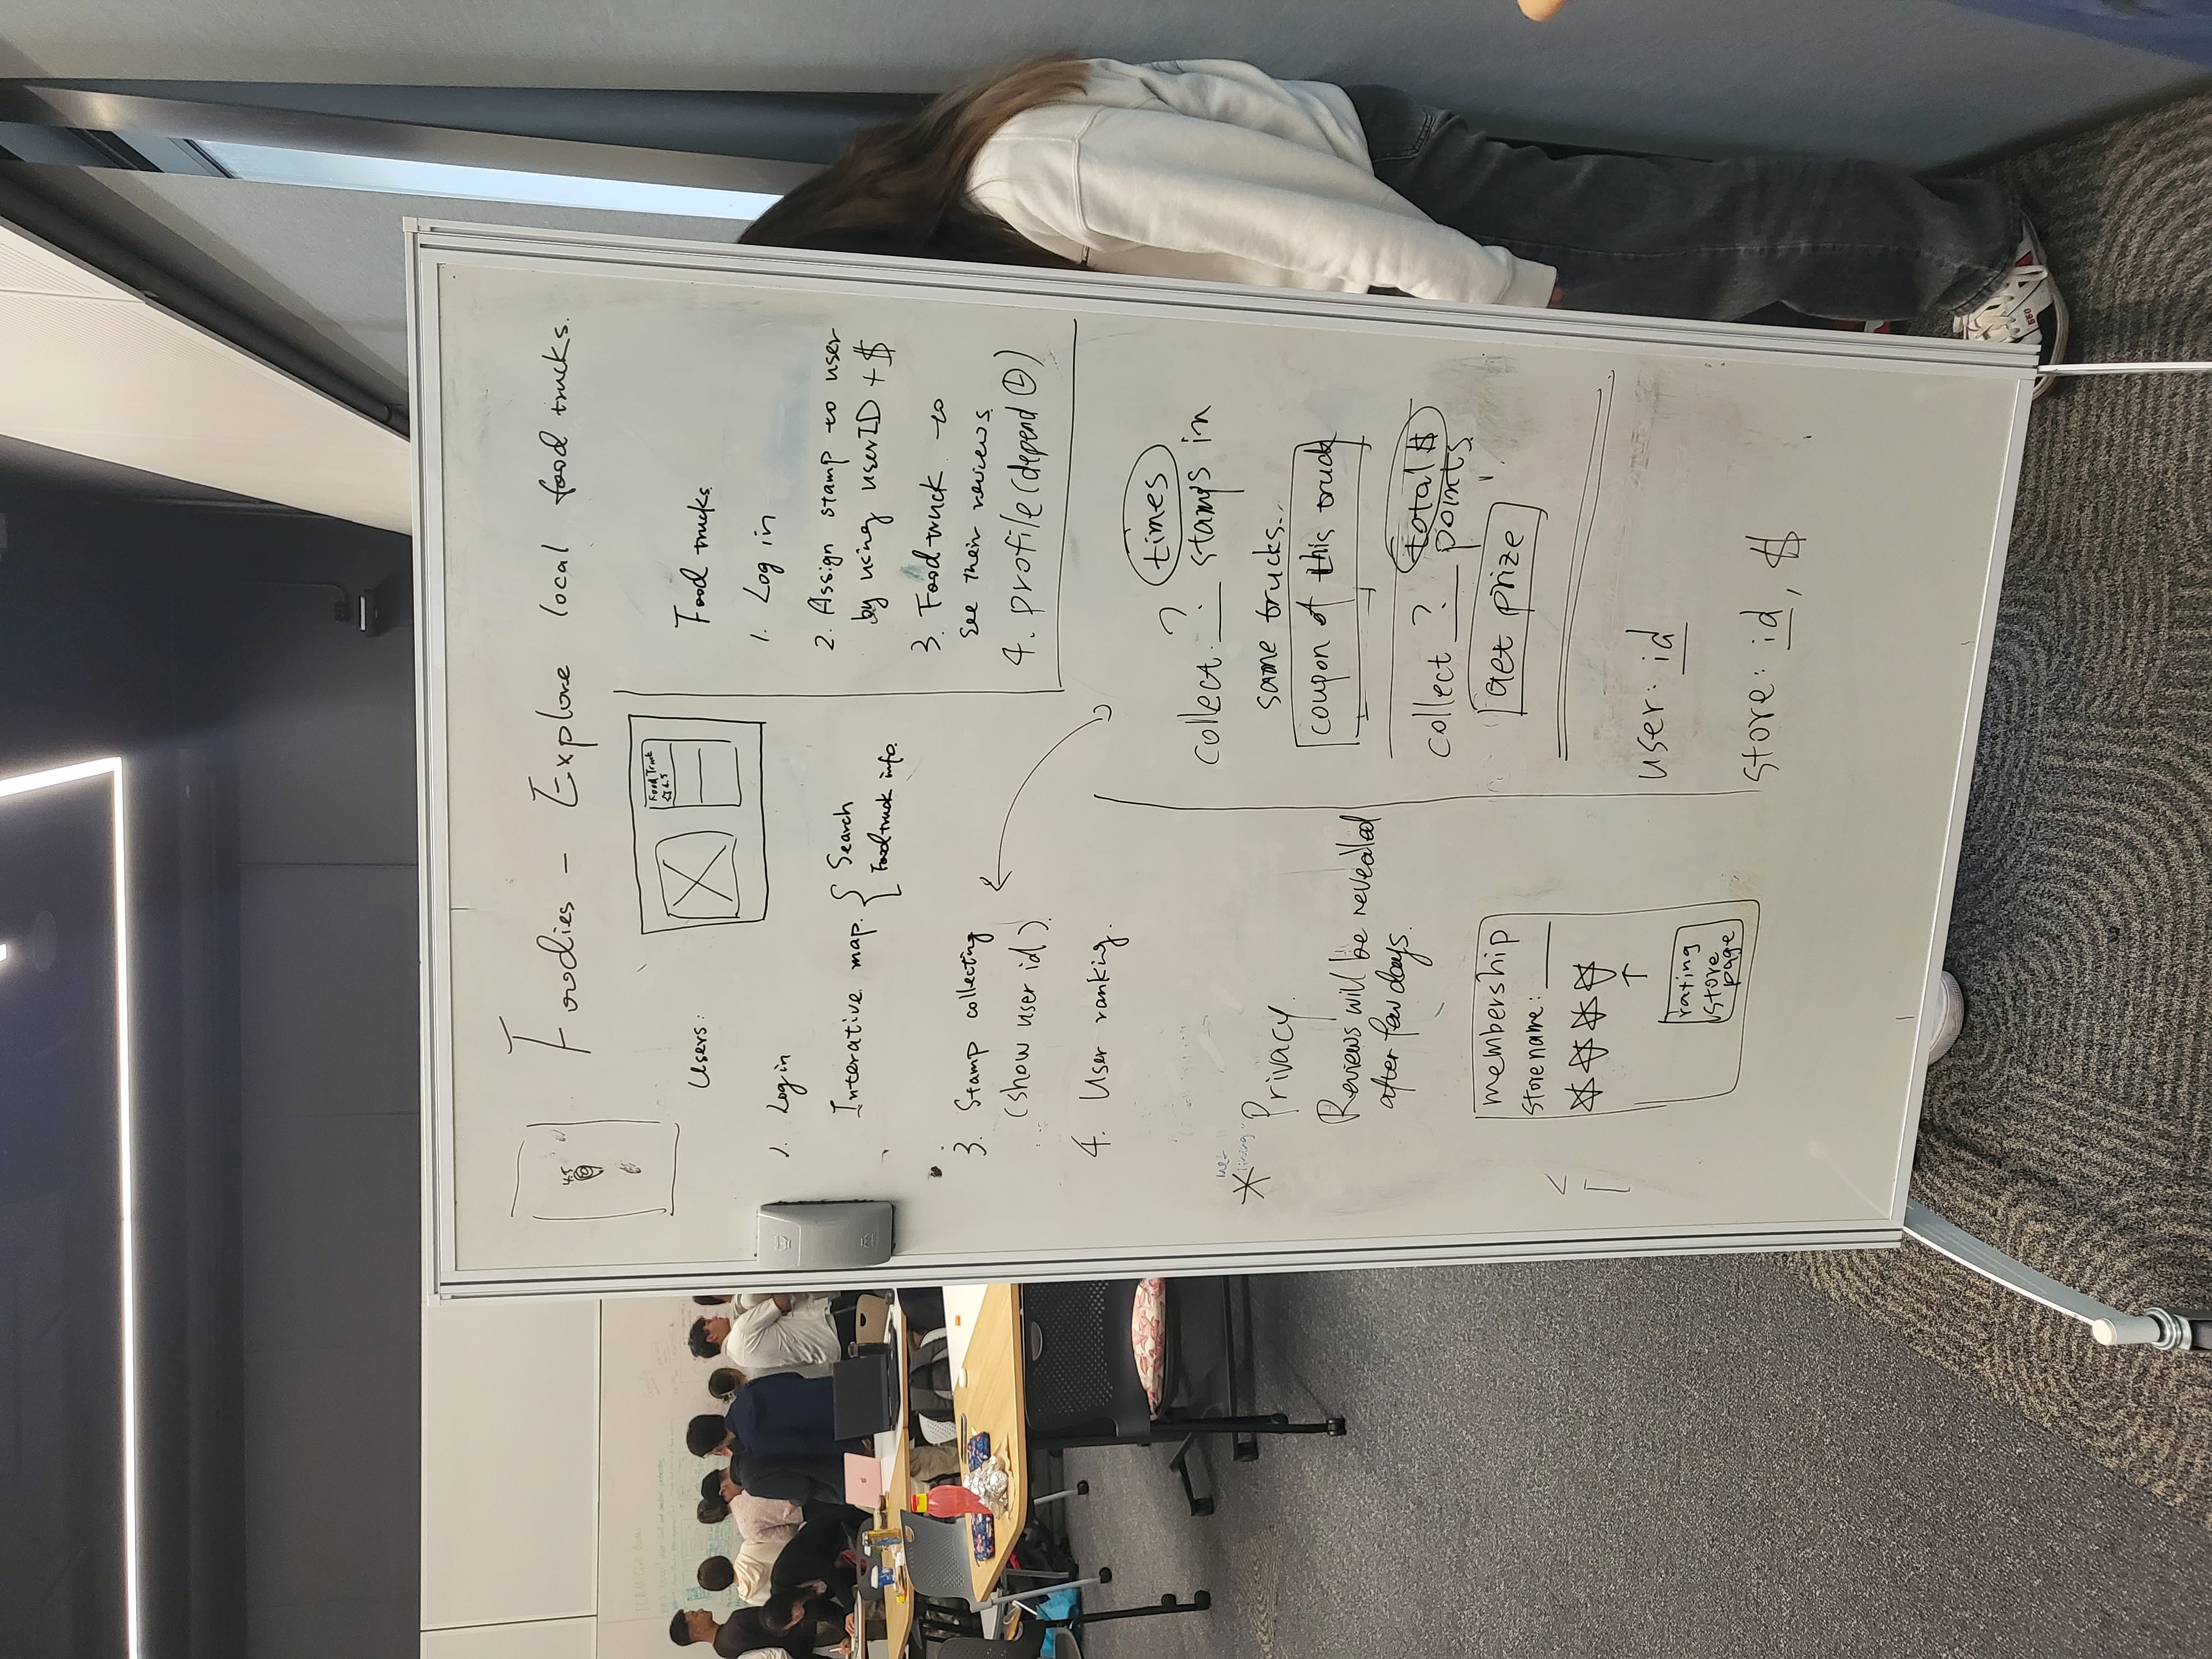 Foodies - Explore local food trucks.
4.5
Food Truck
☆ 4.5
Users:
1. Log in
Interative map. { Search
Foodtruck info.
3. Stamp collecting
(show user id).
4. User ranking.
Food trucks
1. Log in
2. Assign stamp to user
by using userID + $
3. Foodtruck to
see their reviews
4. profile (depend
times
collect ? stamps in
same trucks..
coupon of this truck
collect ? total $
points
Get prize
* Privacy.
Reviews will be revealed
after few days.
membership
store name: ____
☆☆☆☆
↑
rating
store
page
user: id
store: id, $
550